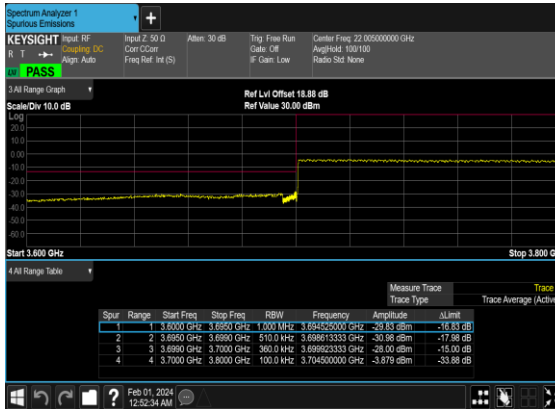 Spectrum Analyzer 1
Spurious Emissions
+
KEYSIGHT Input: RF Input Z: 50 Ω Atten: 30 dB Trig: Free Run Center Freq: 22.005000000 GHz
R T Coupling: DC Corr CCorr Gate: Off Avg|Hold: 100/100
Align: Auto Freq Ref: Int (S) IF Gain: Low Radio Std: None
LXI PASS
3 All Range Graph
Ref Lvl Offset 18.88 dB
Scale/Div 10.0 dB Ref Value 30.00 dBm
Log
20.0
10.0
0.00
-10.0
-20.0
-30.0
-40.0
-50.0
-60.0
Start 3.600 GHz Stop 3.800 G
4 All Range Table
Measure Trace Trace
Trace Type Trace Average (Active
Spur Range Start Freq Stop Freq RBW Frequency Amplitude ΔLimit
1 1 3.6000 GHz 3.6950 GHz 1.000 MHz 3.694525000 GHz -29.83 dBm -16.83 dB
2 2 3.6950 GHz 3.6990 GHz 510.0 kHz 3.698613333 GHz -30.98 dBm -17.98 dB
3 3 3.6990 GHz 3.7000 GHz 360.0 kHz 3.699923333 GHz -28.00 dBm -15.00 dB
4 4 3.7000 GHz 3.8000 GHz 100.0 kHz 3.704500000 GHz -3.879 dBm -33.88 dB
? Feb 01, 2024
12:52:34 AM